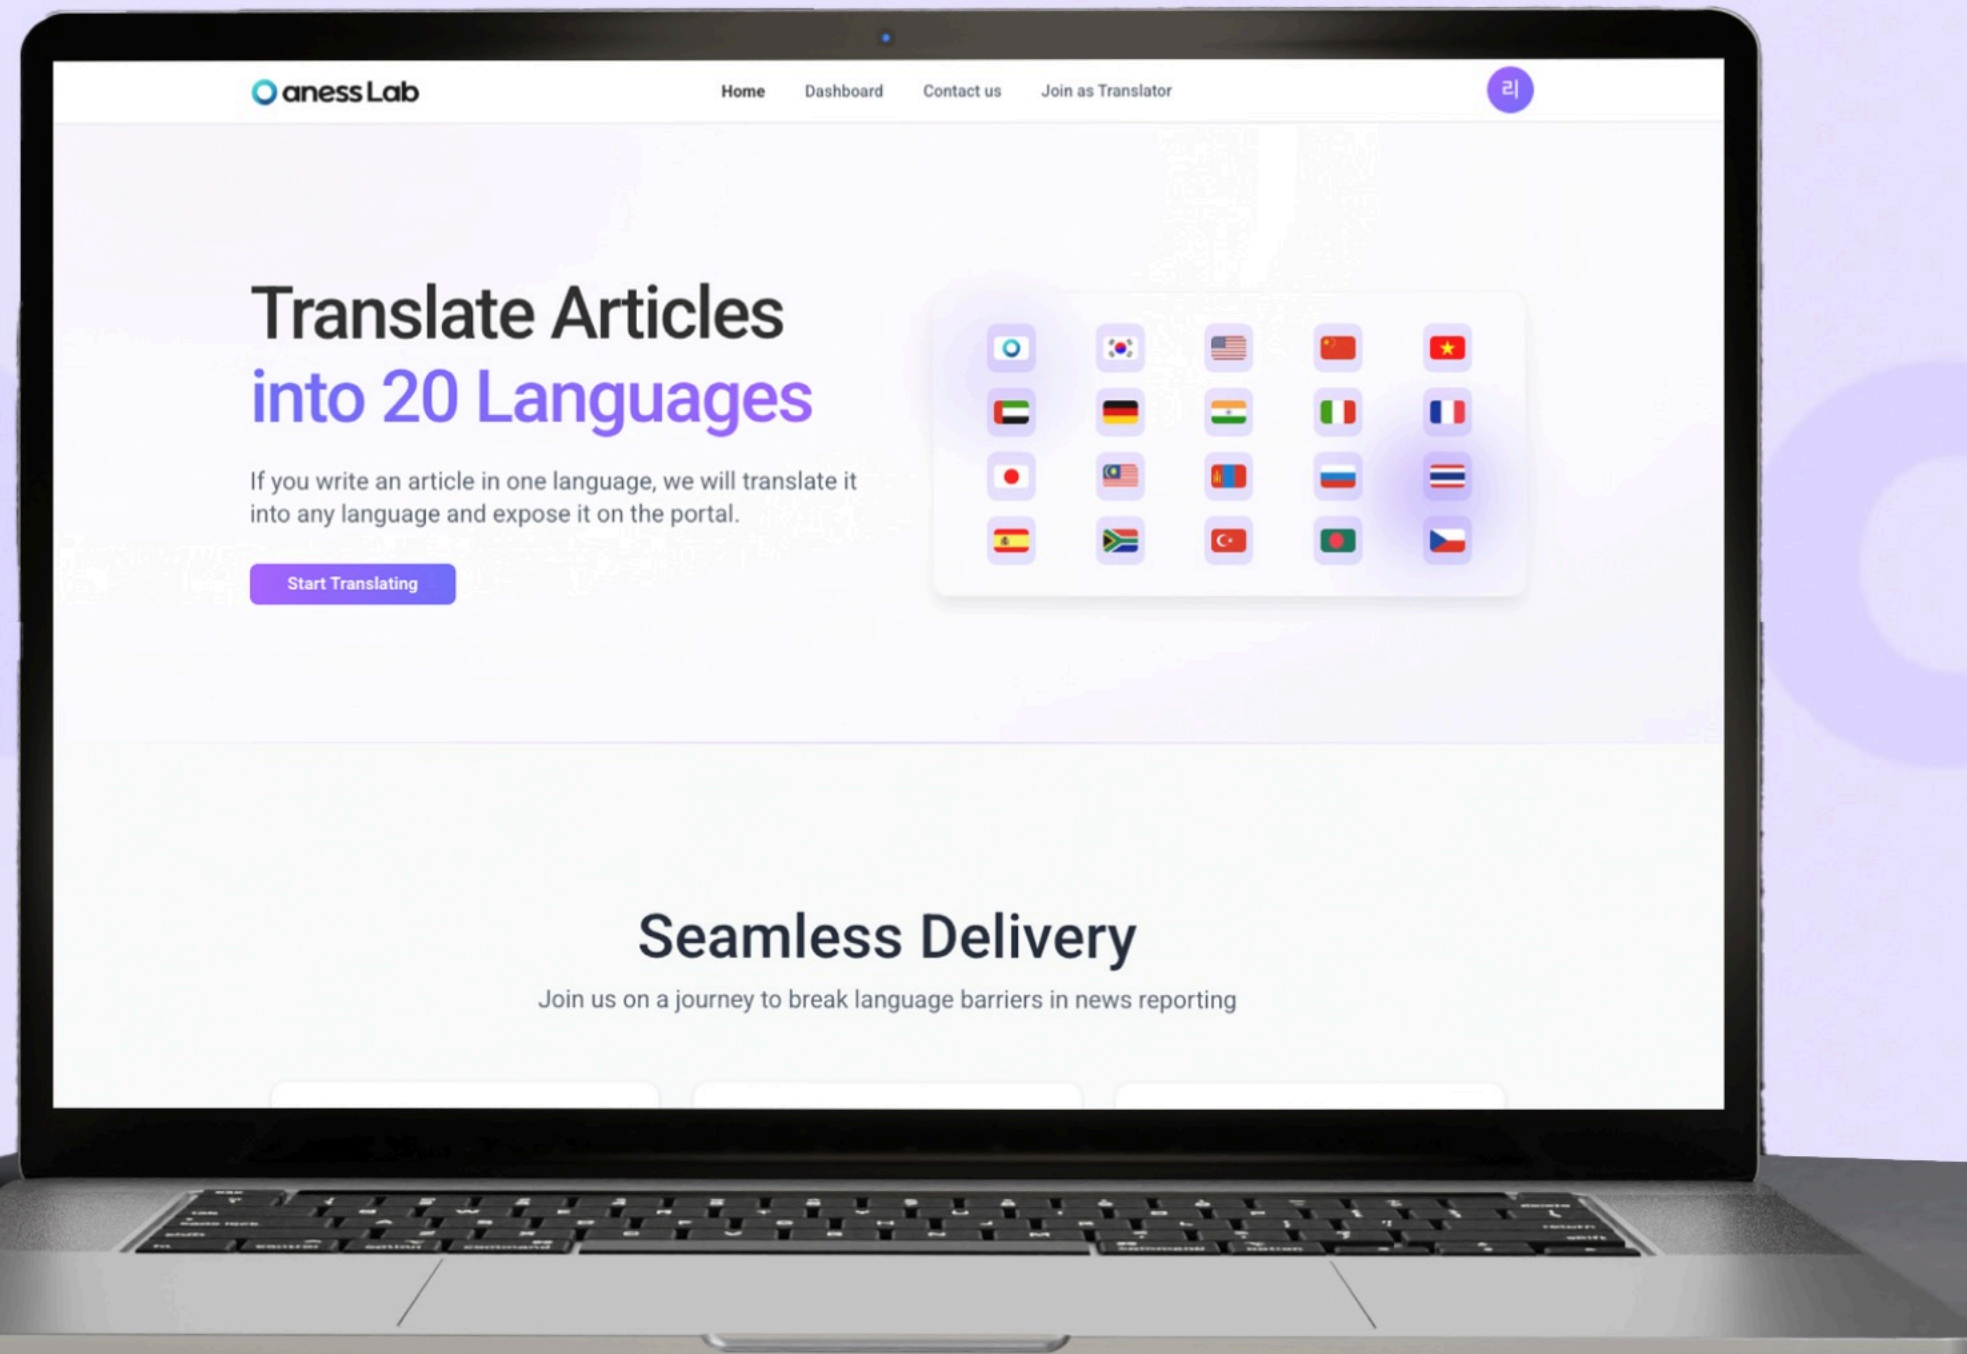 aness Lab
Home
Dashboard
Contact us
Join as Translator
리
Translate Articles
into 20 Languages
If you write an article in one language, we will translate it
into any language and expose it on the portal.
Start Translating
Seamless Delivery
Join us on a journey to break language barriers in news reporting